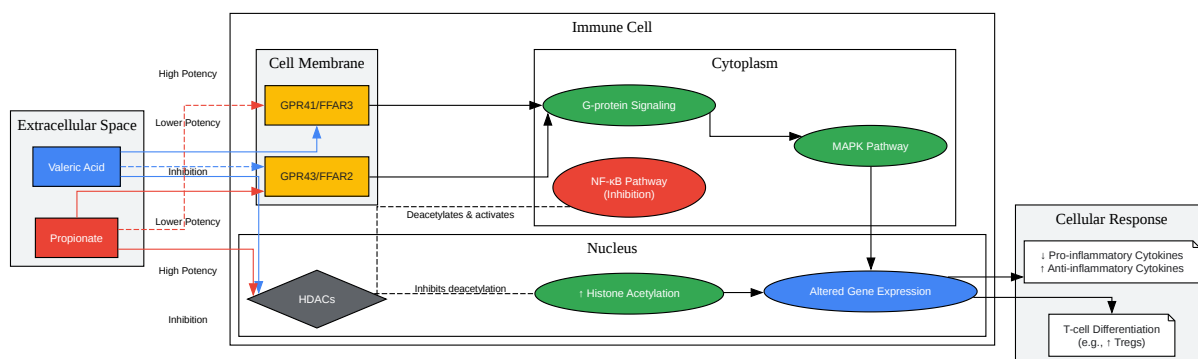 Immune Cell
Cell Membrane
Cytoplasm
High Potency
GPR41/FFAR3
G-protein Signaling
Extracellular Space
Lower Potency
MAPK Pathway
Valeric Acid
Inhibition
GPR43/FFAR2
NF-κB Pathway
(Inhibition)
Deacetylates & activates
Lower Potency
Propionate
Cellular Response
Nucleus
↓ Pro-inflammatory Cytokines
↑ Anti-inflammatory Cytokines
High Potency
HDACs
Inhibits deacetylation
↑ Histone Acetylation
Altered Gene Expression
Inhibition
T-cell Differentiation
(e.g., ↑ Tregs)